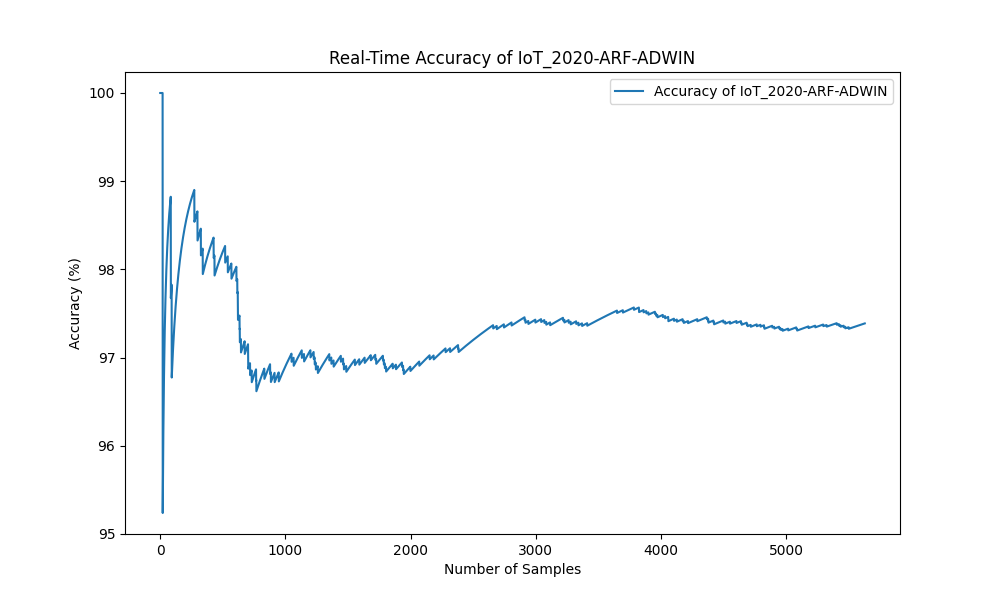 Real-Time Accuracy of IoT_2020-ARF-ADWIN
Accuracy of IoT_2020-ARF-ADWIN
Accuracy (%)
100
99
98
97
96
95
0 1000 2000 3000 4000 5000
Number of Samples